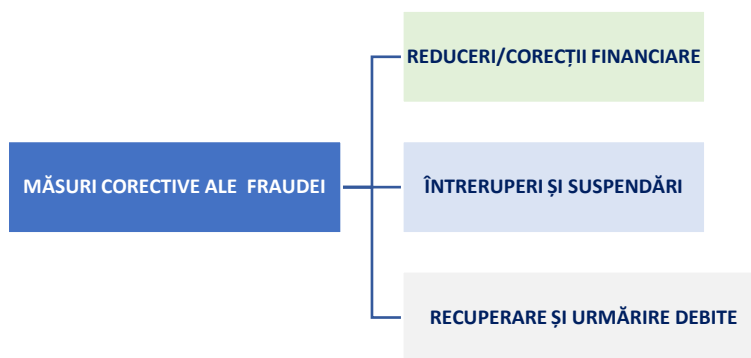 REDUCERI/CORECȚII FINANCIARE
MĂSURI CORECTIVE ALE FRAUDEI
ÎNTRERUPERI ȘI SUSPENDĂRI
RECUPERARE ȘI URMĂRIRE DEBITE